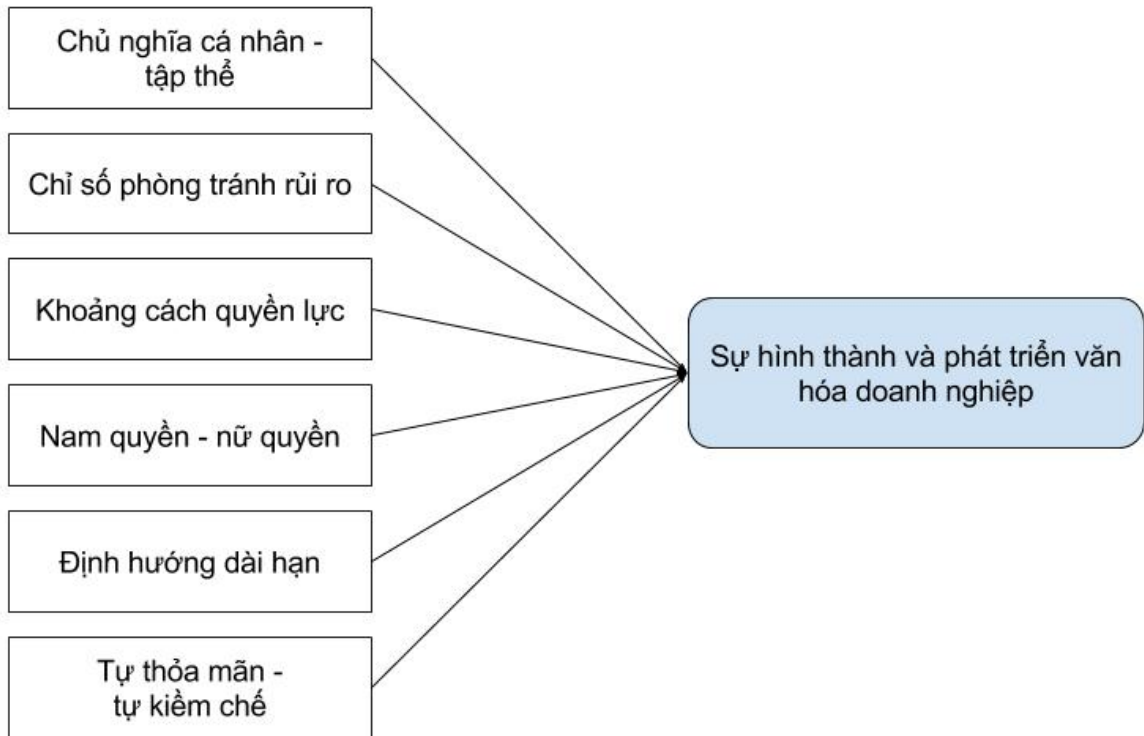 Chủ nghĩa cá nhân -
tập thể
Chỉ số phòng tránh rủi ro
Khoảng cách quyền lực
Nam quyền - nữ quyền
Định hướng dài hạn
Tự thỏa mãn -
tự kiềm chế
Sự hình thành và phát triển văn
hóa doanh nghiệp